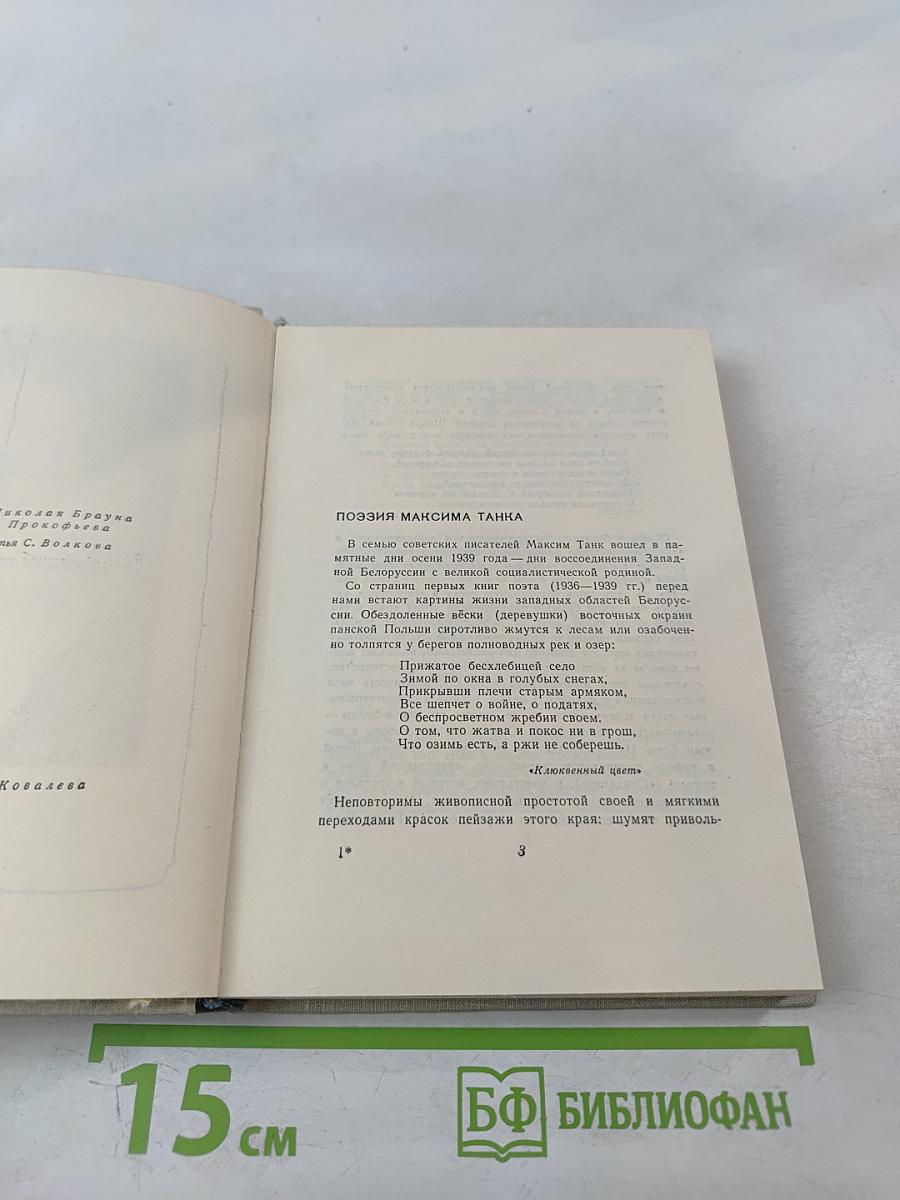 Николая Брауна
Прокофьева
С. Волкова
Ковалева
ПОЭЗИЯ МАКСИМА ТАНКА
В семью советских писателей Максим Танк вошел в па-
мятные дни осени 1939 года — дни воссоединения Запад-
ной Белоруссии с великой социалистической родиной.
Со страниц первых книг поэта (1936—1939 гг.) перед
нами встают картины жизни западных областей Белорус-
сии. Обездоленные вёски (деревушки) восточных окраин
панской Польши сиротливо жмутся к лесам или озабочен-
но толпятся у берегов полноводных рек и озер:
Прижатое бесхлебицей село
Зимой по окна в голубых снегах,
Прикрывши плечи старым армяком,
Все шепчет о войне, о податях,
О беспросветном жребии своем.
О том, что жатва и покос ни в грош,
Что озимь есть, а ржи не соберешь.
«Клюквенный цвет»
Неповторимы живописной простотой своей и мягкими
переходами красок пейзажи этого края: шумят приволь-
1*
3
15 см
БФ БИБЛИОФАН